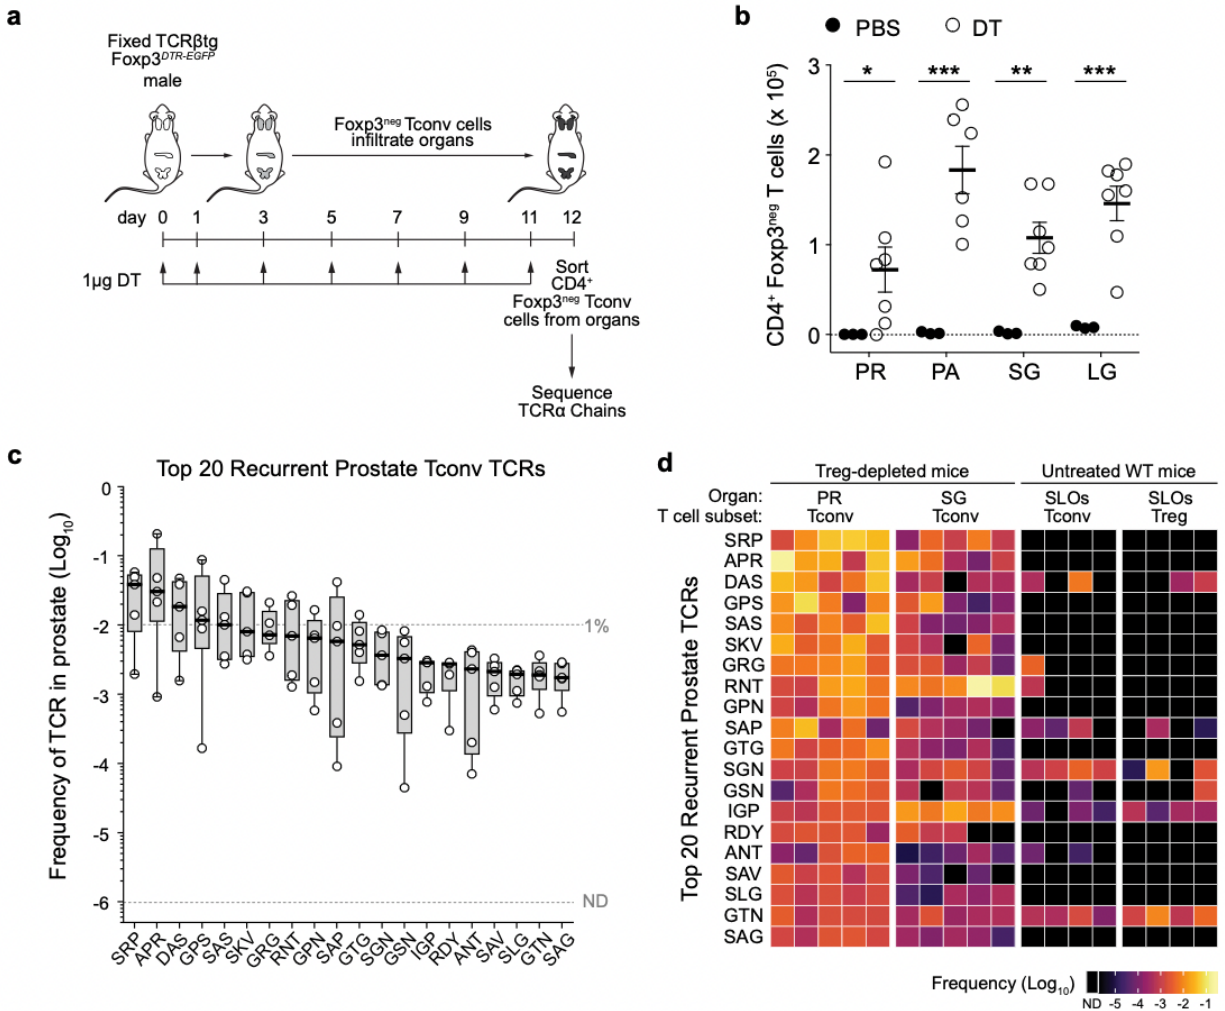 a
Fixed TCRβtg
Foxp3DTR-EGFP
male
Foxp3neg Tconv cells
infiltrate organs
day 0 1 3 5 7 9 11 12
1µg DT
Sort
CD4+
Foxp3neg Tconv
cells from organs
Sequence
TCRα Chains
b
PBS DT
CD4+ Foxp3neg T cells (x 105)
3
2
1
0
* *** ** ***
PR PA SG LG
c
Top 20 Recurrent Prostate Tconv TCRs
Frequency of TCR in prostate (Log10)
0
-1
-2
-3
-4
-5
-6
1%
ND
SRP APR DAS GPS SAS SKV GRG RNT GPN SAP GTG SGN GSN IGP RDY ANT SAV SLG GTN SAG
d
Treg-depleted mice Untreated WT mice
Organ: PR SG SLOs SLOs
T cell subset: Tconv Tconv Tconv Treg
Top 20 Recurrent Prostate TCRs
SRP
APR
DAS
GPS
SAS
SKV
GRG
RNT
GPN
SAP
GTG
SGN
GSN
IGP
RDY
ANT
SAV
SLG
GTN
SAG
Frequency (Log10)
ND -5 -4 -3 -2 -1